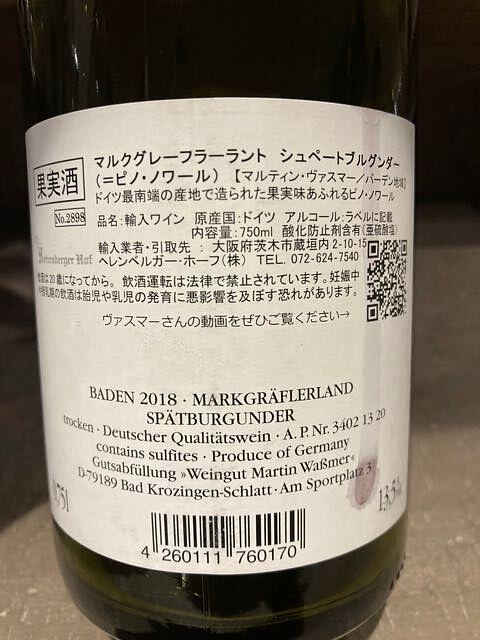 マルクグレーフラーラント シュペートブルグンダー
果実酒
(=ピノ・ノワール)【マルティン・ヴァスマー/バーデン地域】
ドイツ最南端の産地で造られた果実味あふれるピノ・ノワール
No.2898
品名:輸入ワイン 原産国:ドイツ アルコール:ラベルに記載
内容量:750ml 酸化防止剤含有(亜硫酸塩)
輸入業者・引取先 : 大阪府茨木市蔵垣内 2-10-15
Herrenberger Hof
ヘレンベルガー・ホーフ(株) TEL. 072-624-7540
飲酒は20歳になってから。 飲酒運転は法律で禁止されています。妊娠中
や授乳期の飲酒は胎児や乳児の発育に悪影響を及ぼす恐れがあります。
ヴァスマーさんの動画をぜひご覧ください→
BADEN 2018 · MARKGRÄFLERLAND
SPÄTBURGUNDER
trocken · Deutscher Qualitätswein · A. P. Nr. 3402 13 20
contains sulfites · Produce of Germany
Gutsabfüllung »Weingut Martin Waßmer«
D-79189 Bad Krozingen-Schlatt · Am Sportplatz 3
0,75 l
13.5%
4 260111 760170